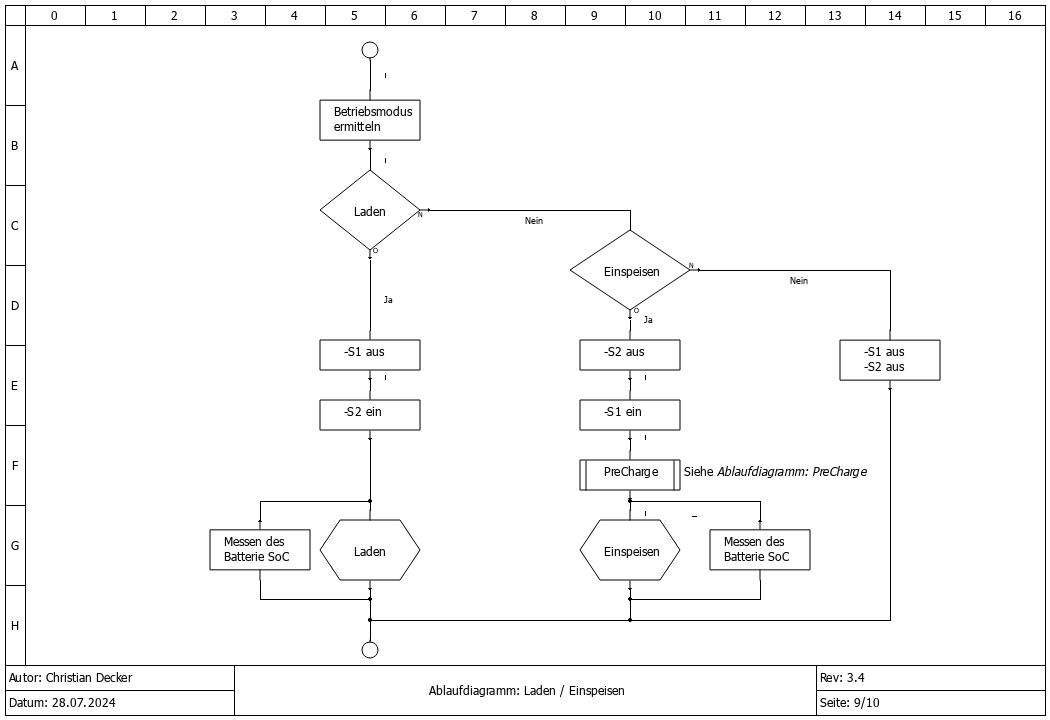 0 1 2 3 4 5 6 7 8 9 10 11 12 13 14 15 16
A
B
C
D
E
F
G
H
Betriebsmodus
ermitteln
Laden
N
O
Nein
Ja
Einspeisen
N
O
Nein
Ja
-S1 aus
-S2 ein
-S2 aus
-S1 ein
-S1 aus
-S2 aus
PreCharge
Siehe Ablaufdiagramm: PreCharge
Messen des
Batterie SoC
Laden
Einspeisen
Messen des
Batterie SoC
Autor: Christian Decker
Datum: 28.07.2024
Ablaufdiagramm: Laden / Einspeisen
Rev: 3.4
Seite: 9/10